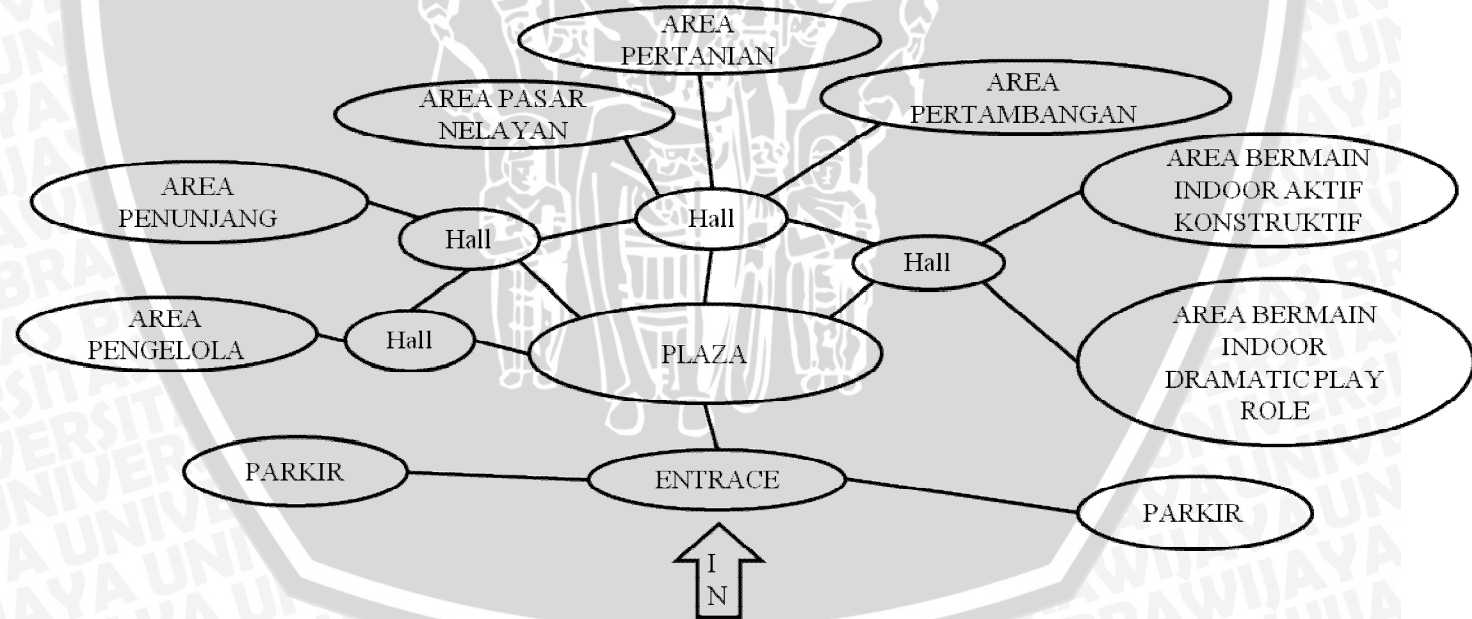 AREA
PERTANIAN
AREA PASAR
NELAYAN
AREA
PERTAMBANGAN
AREA BERMAIN
INDOOR AKTIF
KONSTRUKTIF
AREA
PENUNJANG
Hall
Hall
Hall
AREA BERMAIN
INDOOR
DRAMATIC PLAY
ROLE
AREA
PENGELOLA
Hall
PLAZA
PARKIR
ENTRACE
PARKIR
I
N